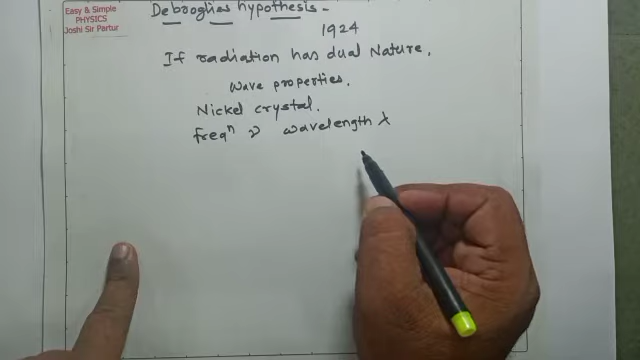 Easy & Simple
PHYSICS
Joshi Sir Partur
Debrooglies hypothesis -
1924
If radiation has dual Nature.
wave properties.
Nickel crystal.
freqⁿ ν wavelength λ